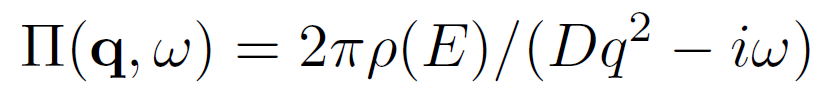 Π(𝐪, ω) = 2πρ(E)/(Dq² − iω)